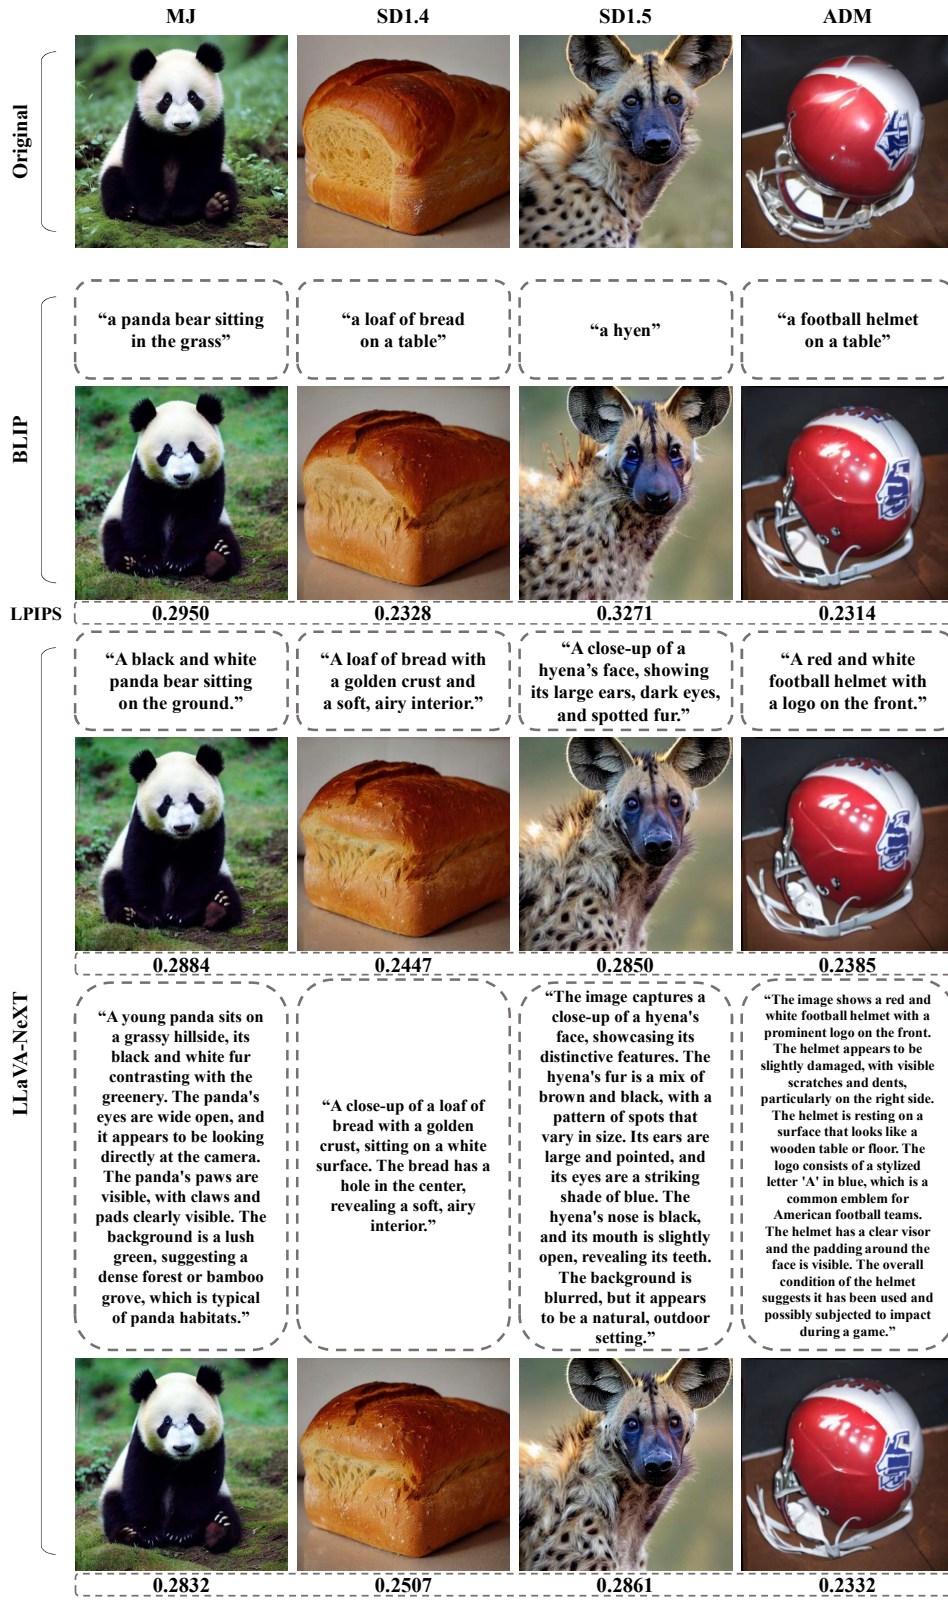 MJ SD1.4 SD1.5 ADM
Original
BLIP
“a panda bear sitting
in the grass”
“a loaf of bread
on a table”
“a hyen”
“a football helmet
on a table”
LPIPS 0.2950 0.2328 0.3271 0.2314
LLaVA-NeXT
“A black and white
panda bear sitting
on the ground.”
“A loaf of bread with
a golden crust and
a soft, airy interior.”
“A close-up of a
hyena’s face, showing
its large ears, dark eyes,
and spotted fur.”
“A red and white
football helmet with
a logo on the front.”
0.2884 0.2447 0.2850 0.2385
“A young panda sits on
a grassy hillside, its
black and white fur
contrasting with the
greenery. The panda's
eyes are wide open, and
it appears to be looking
directly at the camera.
The panda's paws are
visible, with claws and
pads clearly visible. The
background is a lush
green, suggesting a
dense forest or bamboo
grove, which is typical
of panda habitats.”
“A close-up of a loaf of
bread with a golden
crust, sitting on a white
surface. The bread has a
hole in the center,
revealing a soft, airy
interior.”
“The image captures a
close-up of a hyena's
face, showcasing its
distinctive features. The
hyena's fur is a mix of
brown and black, with a
pattern of spots that
vary in size. Its ears are
large and pointed, and
its eyes are a striking
shade of blue. The
hyena's nose is black,
and its mouth is slightly
open, revealing its teeth.
The background is
blurred, but it appears
to be a natural, outdoor
setting.”
“The image shows a red and
white football helmet with a
prominent logo on the front.
The helmet appears to be
slightly damaged, with visible
scratches and dents,
particularly on the right side.
The helmet is resting on a
surface that looks like a
wooden table or floor. The
logo consists of a stylized
letter 'A' in blue, which is a
common emblem for
American football teams.
The helmet has a clear visor
and the padding around the
face is visible. The overall
condition of the helmet
suggests it has been used and
possibly subjected to impact
during a game.”
0.2832 0.2507 0.2861 0.2332